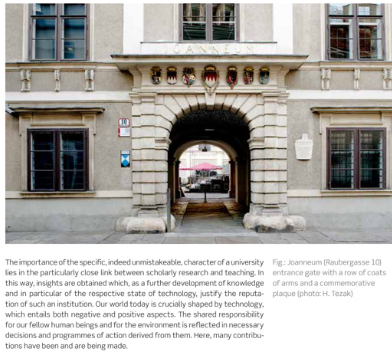 JOANNEUM
10
The importance of the specific, indeed unmistakeable, character of a university
lies in the particularly close link between scholarly research and teaching. In
this way, insights are obtained which, as a further development of knowledge
and in particular of the respective state of technology, justify the reputa-
tion of such an institution. Our world today is crucially shaped by technology,
which entails both negative and positive aspects. The shared responsibility
for our fellow human beings and for the environment is reflected in necessary
decisions and programmes of action derived from them. Here, many contribu-
tions have been and are being made.
Fig.: Joanneum (Raubergasse 10)
entrance gate with a row of coats
of arms and a commemorative
plaque (photo: H. Tezak)